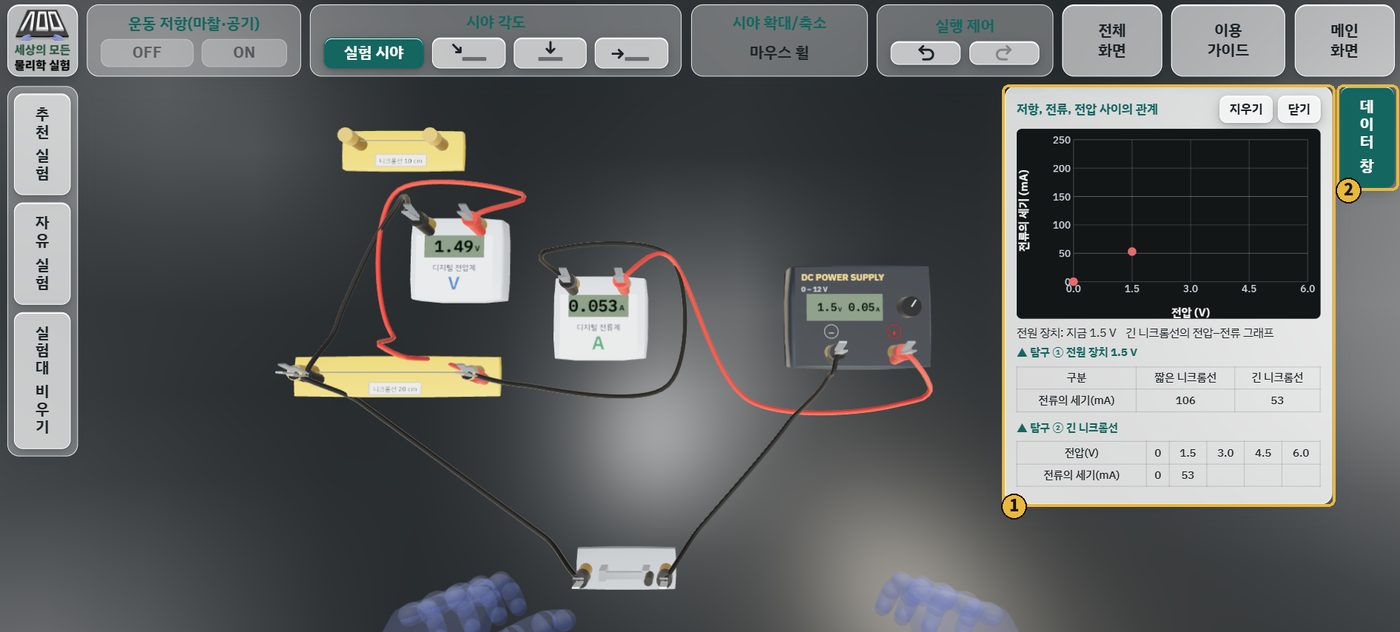 세상의 모든
물리학 실험
운동 저항(마찰·공기)
OFF
ON
시야 각도
실험 시야
시야 확대/축소
마우스 휠
실행 제어
전체
화면
이용
가이드
메인
화면
추천 실험
자유 실험
실험대 비우기
데이터 창
니크롬선 10 cm
1.49 V
디지털 전압계
V
0.053 A
디지털 전류계
A
DC POWER SUPPLY
0–12 V
1.5V 0.05A
−
+
니크롬선 20 cm
저항, 전류, 전압 사이의 관계
지우기
닫기
전류의 세기 (mA)
250
200
150
100
50
0
0.0
1.5
3.0
4.5
6.0
전압 (V)
전원 장치: 지금 1.5 V 긴 니크롬선의 전압–전류 그래프
▲ 탐구 ① 전원 장치 1.5 V
구분 짧은 니크롬선 긴 니크롬선
전류의 세기(mA) 106 53
▲ 탐구 ② 긴 니크롬선
전압(V) 0 1.5 3.0 4.5 6.0
전류의 세기(mA) 0 53
1
2